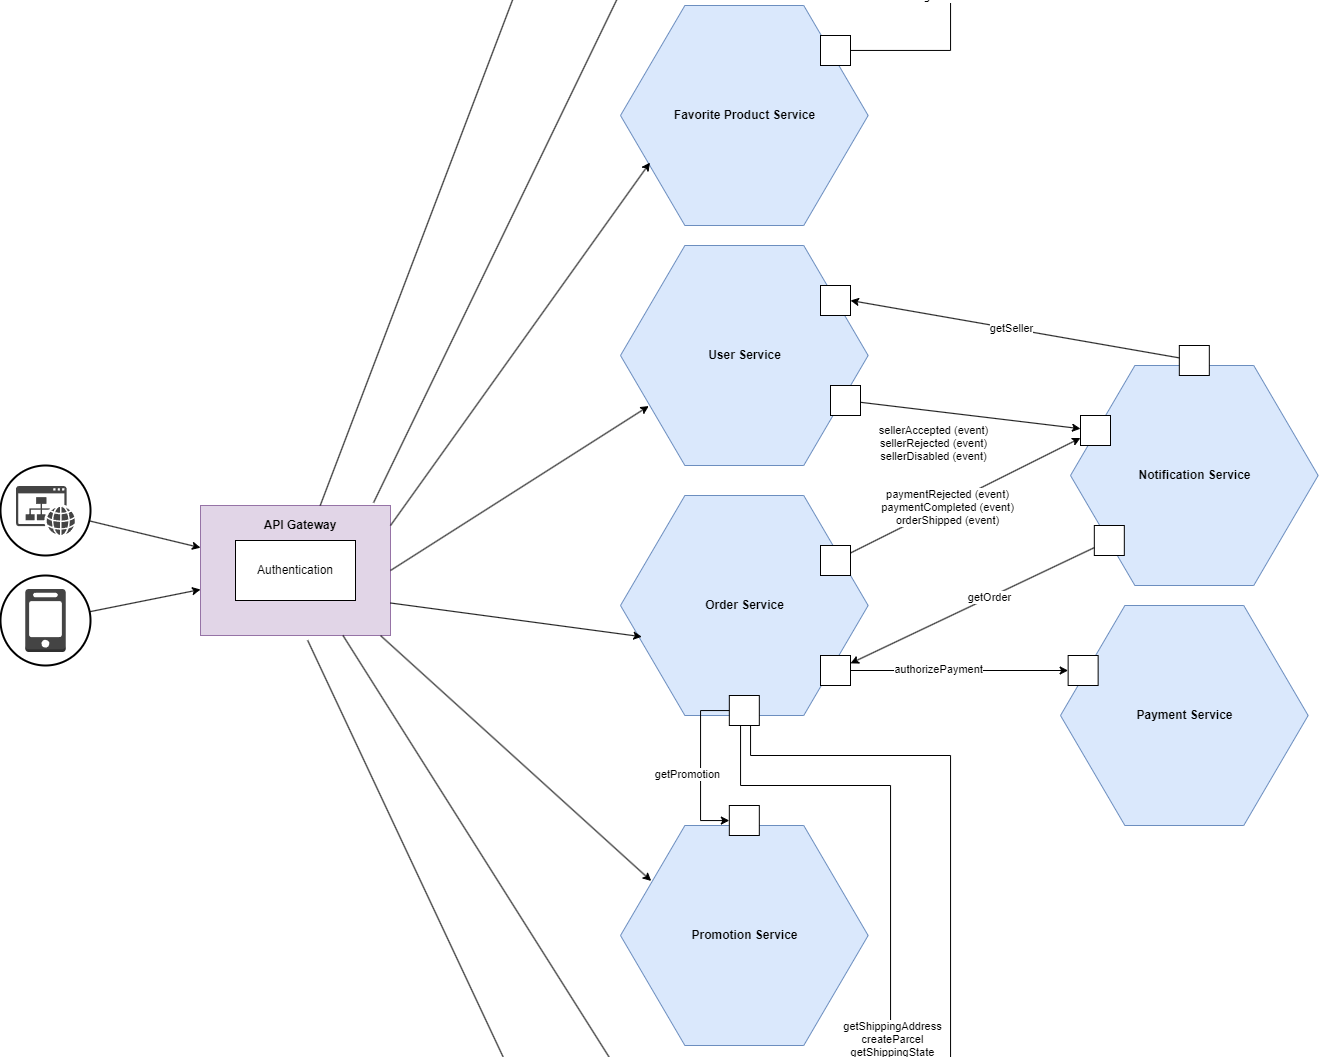 Favorite Product Service
User Service
getSeller
sellerAccepted (event)
sellerRejected (event)
sellerDisabled (event)
Notification Service
paymentRejected (event)
paymentCompleted (event)
orderShipped (event)
API Gateway
Authentication
Order Service
getOrder
authorizePayment
Payment Service
getPromotion
Promotion Service
getShippingAddress
createParcel
getShippingState